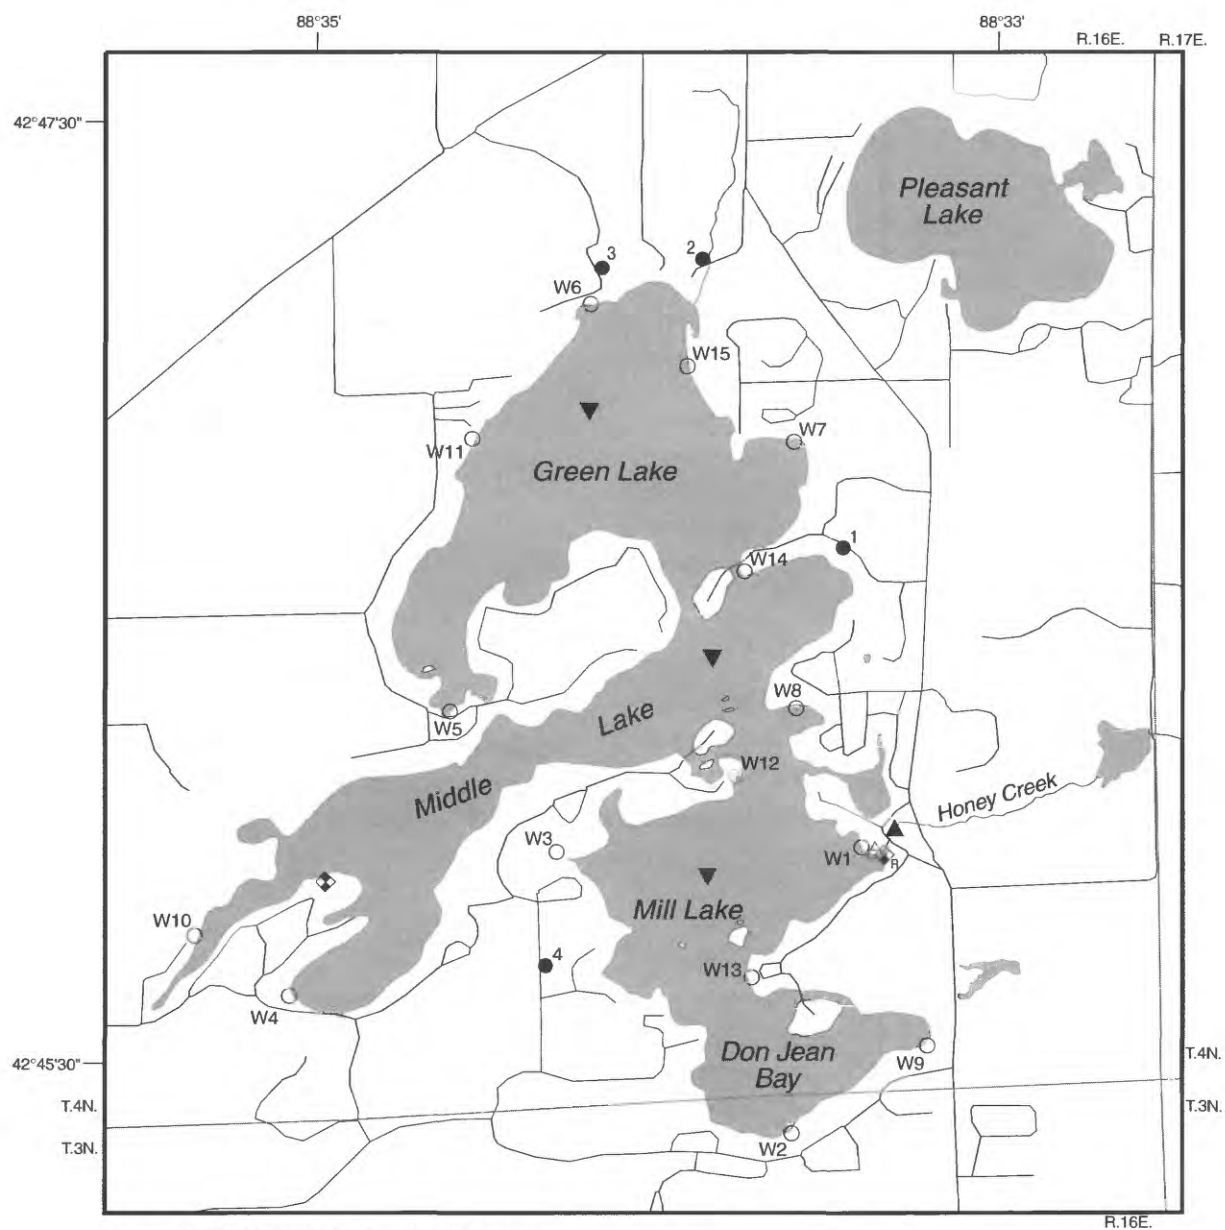 88°35'
88°33'
R.16E.
R.17E.
42°47'30"
Pleasant
Lake
3
2
W6
W15
W11
W7
Green Lake
1
W14
W8
Lake
W5
W12
Middle
Honey Creek
W3
W1
R
Mill Lake
W10
4
W13
W4
Don Jean
Bay
W9
42°45'30"
T.4N.
T.4N.
T.3N.
T.3N.
W2
R.16E.